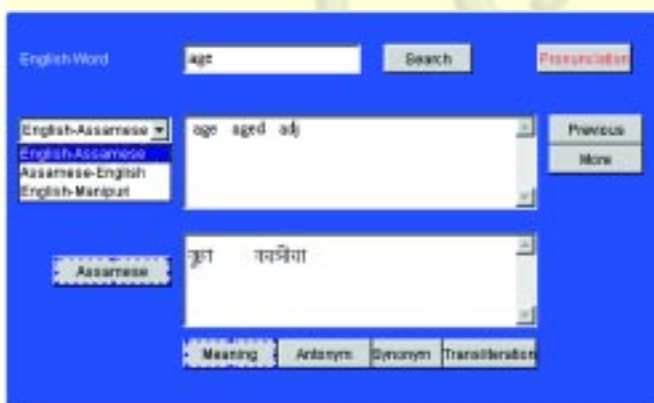 English Word age Search Pronunciation
English-Assamese age aged adj Previous
English-Assamese More
Assamese-English
English-Manipuri
Assamese
Meaning Antonym Synonym Transliteration